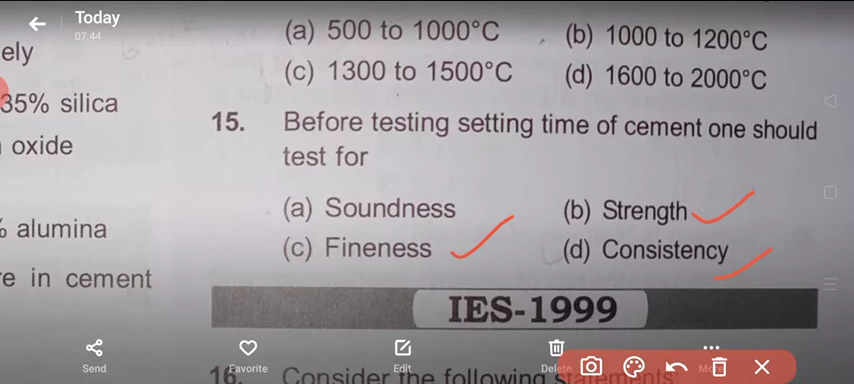 Today
07:44
ely
35% silica
oxide
% alumina
e in cement
(a) 500 to 1000°C
(b) 1000 to 1200°C
(c) 1300 to 1500°C
(d) 1600 to 2000°C
15. Before testing setting time of cement one should
test for
(a) Soundness
(b) Strength
(c) Fineness
(d) Consistency
IES-1999
16. Consider the following statements
Send
Favorite
Edit